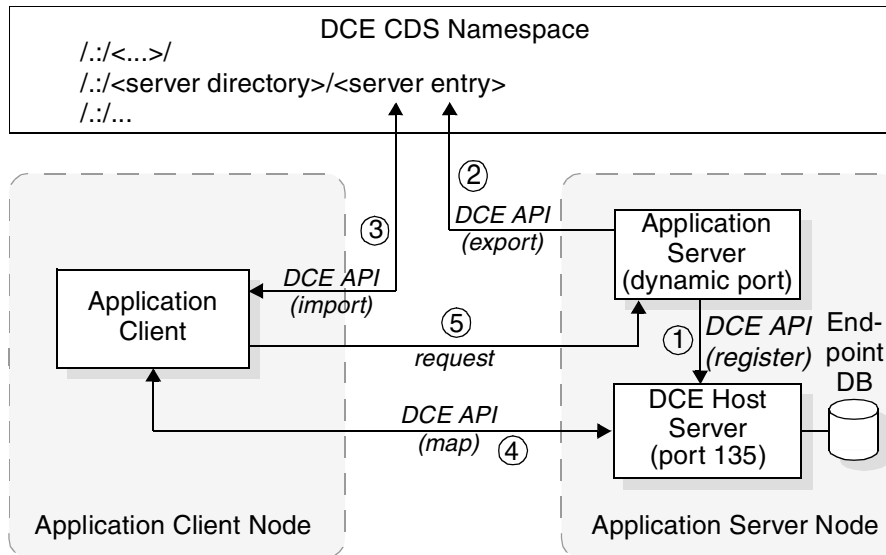 DCE CDS Namespace
/.:/<...>/
/.:/<server directory>/<server entry>
/.:/...
2
DCE API
(export)
3
DCE API
(import)
Application
Server
(dynamic port)
Application
Client
5
request
1
DCE API
(register)
End-
point
DB
DCE API
(map)
4
DCE Host
Server
(port 135)
Application Client Node
Application Server Node